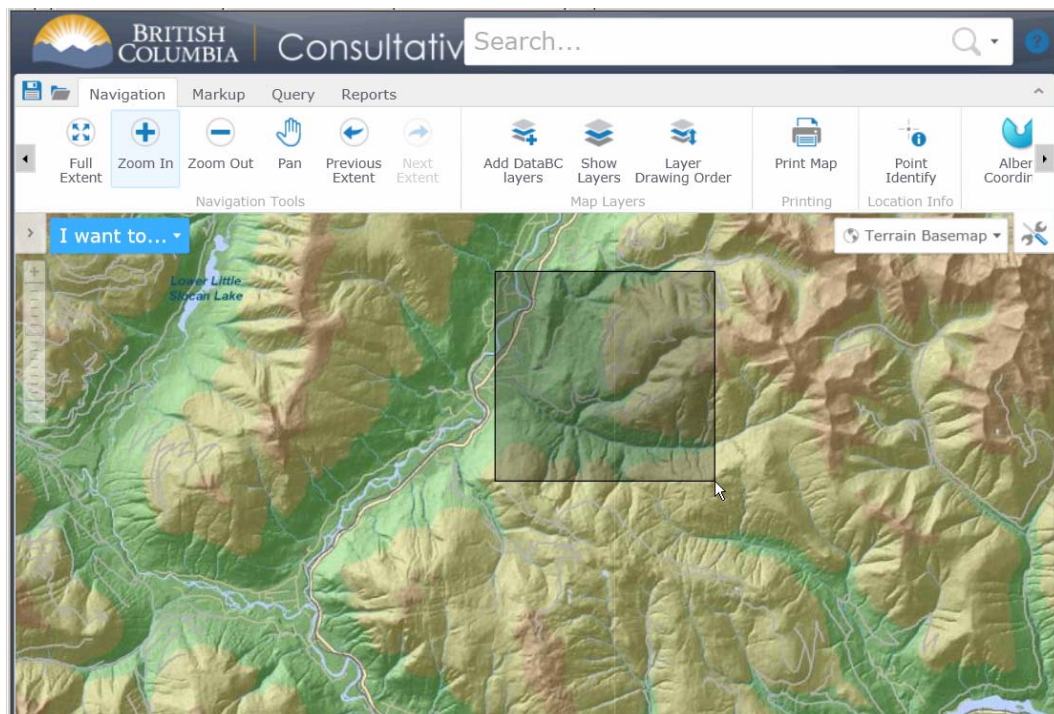 BRITISH
COLUMBIA
Consultativ
Search...
?
Navigation Markup Query Reports
Full
Extent
Zoom In
Zoom Out
Pan
Previous
Extent
Next
Extent
Add DataBC
layers
Show
Layers
Layer
Drawing Order
Print Map
Point
Identify
Alber
Coordin
Navigation Tools
Map Layers
Printing
Location Info
I want to...
Terrain Basemap
Lower Little
Slocan Lake